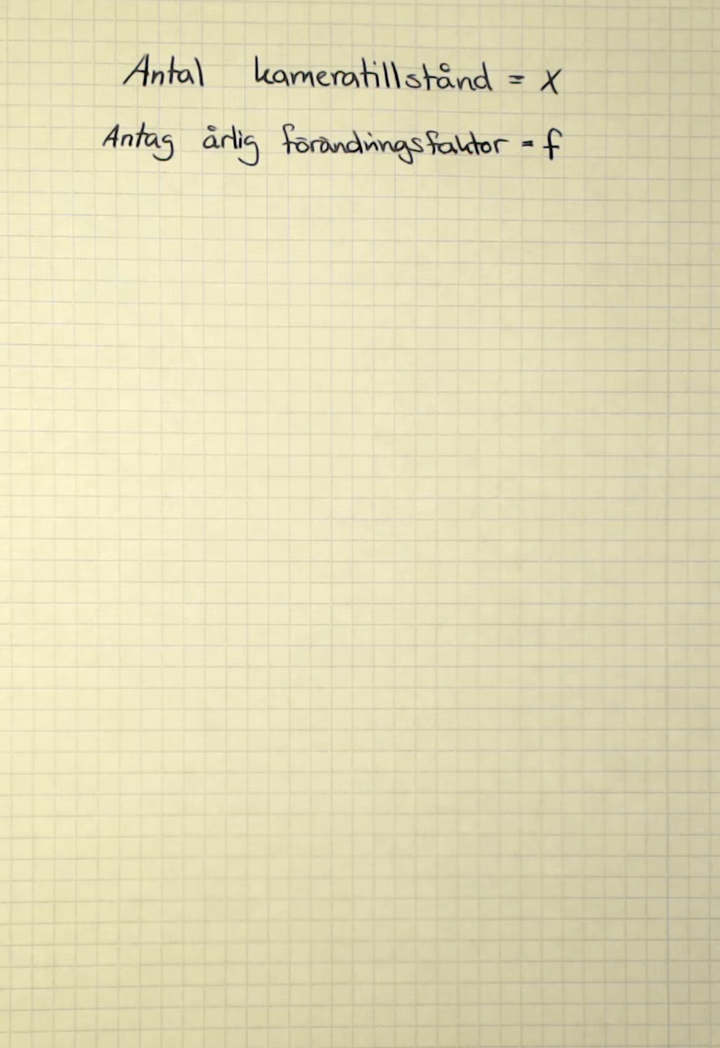 Antal kameratillstånd = x
Antag årlig förändringsfaktor = f